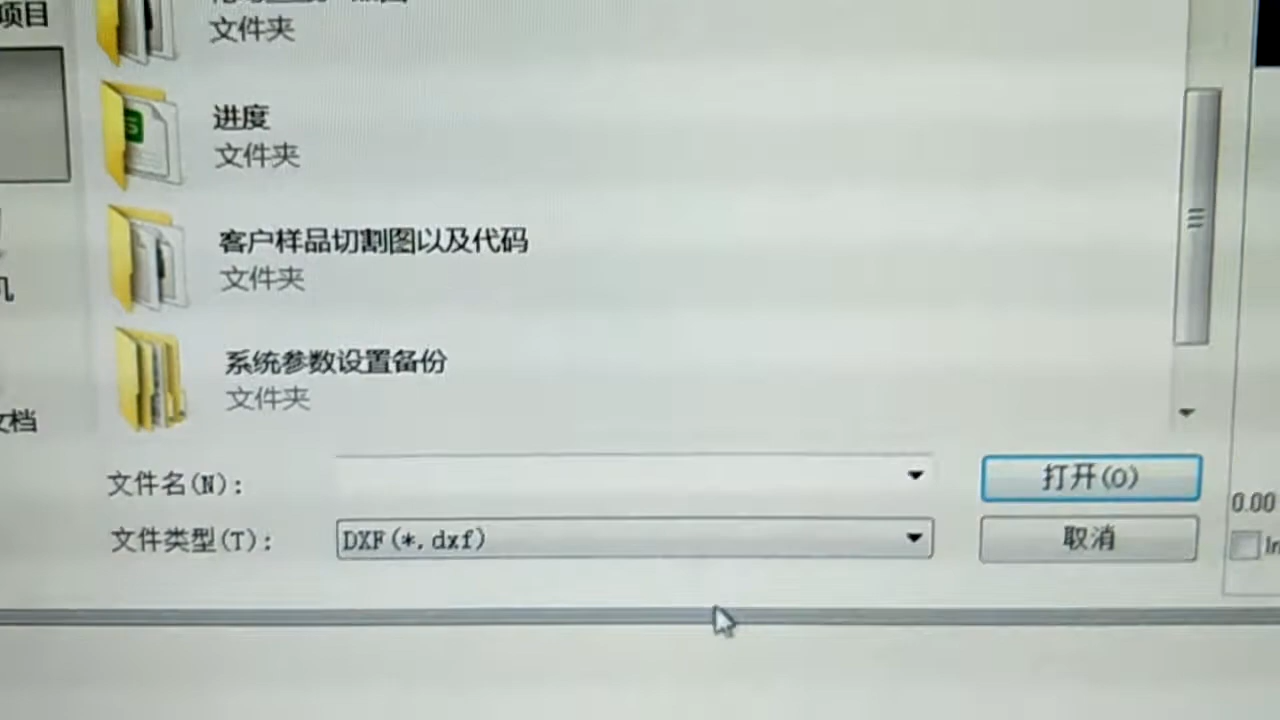 项目
文件夹
进度
文件夹
客户样品切割图以及代码
文件夹
机
系统参数设置备份
文件夹
文档
文件名(N):
打开(O)
0.00
文件类型(T):
DXF(*.dxf)
取消
In